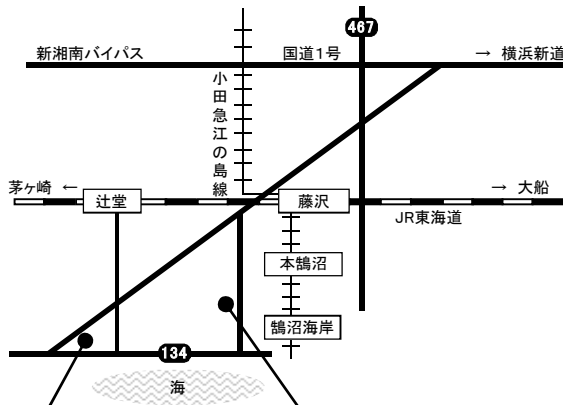 467
新湘南バイパス
国道1号
→ 横浜新道
小田急江の島線
茅ヶ崎 ←
辻堂
藤沢
→ 大船
JR東海道
本鵠沼
鵠沼海岸
134
海